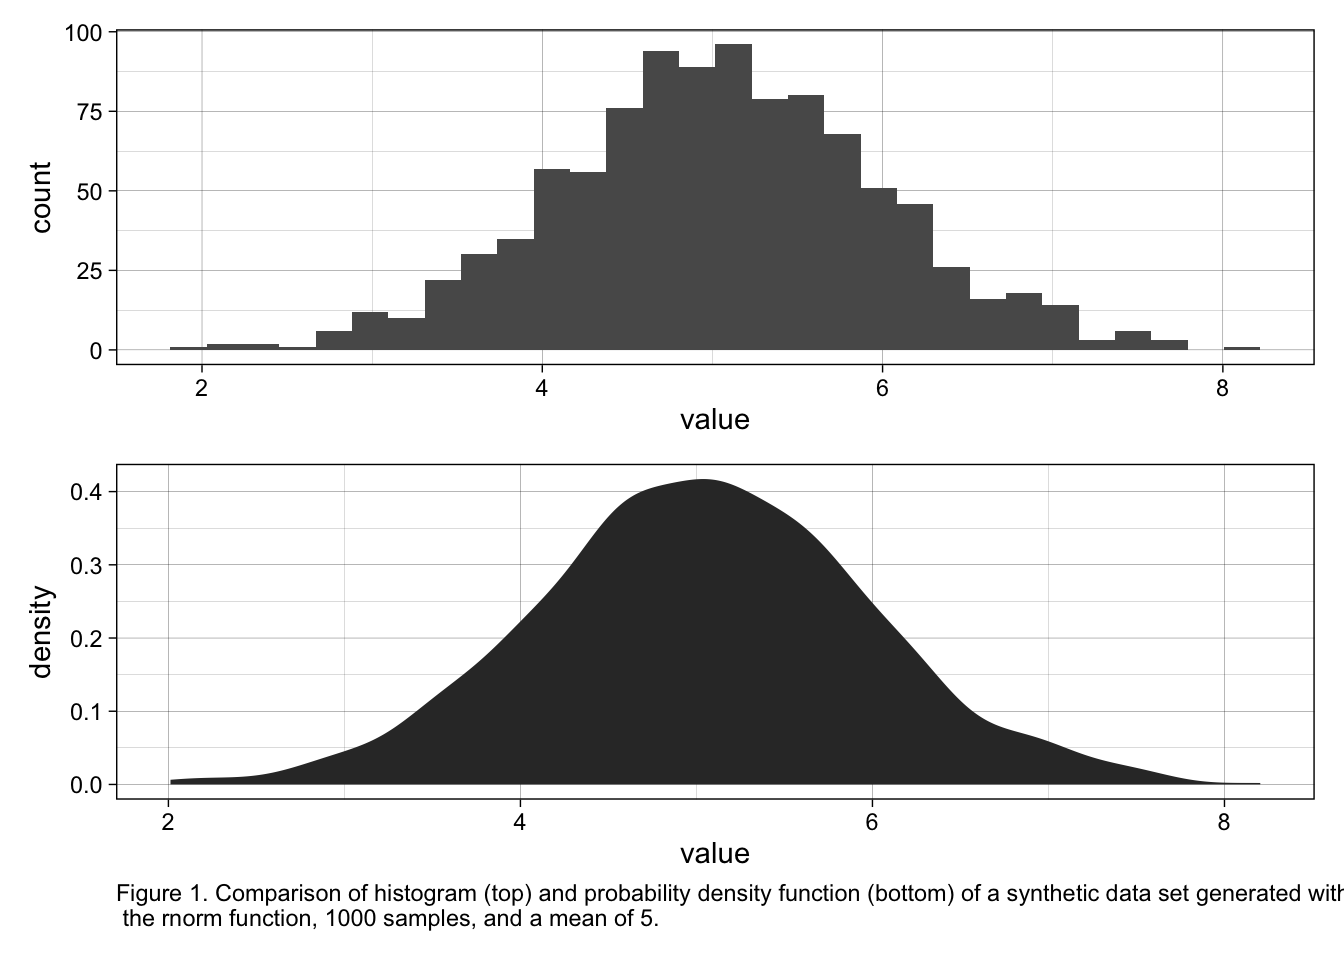 100
75
50
25
0
count
2 4 6 8
value
0.4
0.3
0.2
0.1
0.0
density
2 4 6 8
value
Figure 1. Comparison of histogram (top) and probability density function (bottom) of a synthetic data set generated with
the rnorm function, 1000 samples, and a mean of 5.